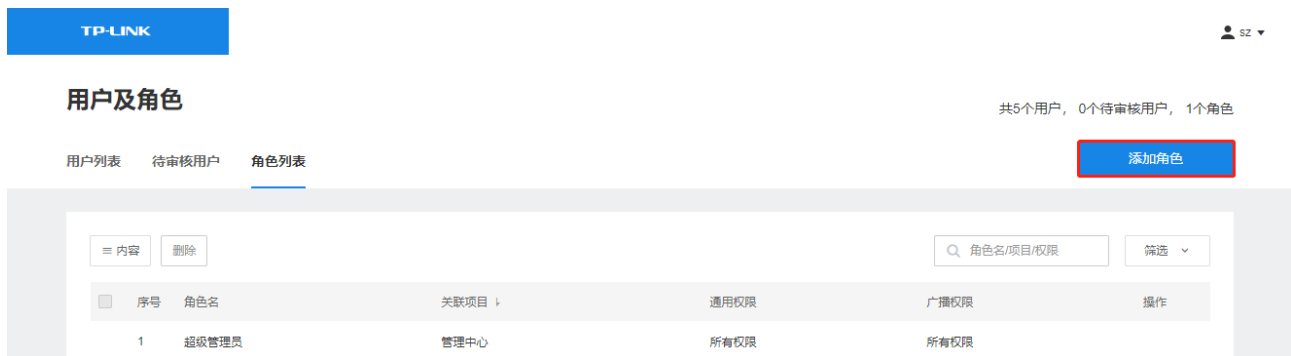 TP-LINK
sz
用户及角色
共5个用户， 0个待审核用户， 1个角色
用户列表 待审核用户 角色列表
添加角色
内容 删除 角色名/项目/权限 筛选
序号 角色名 关联项目 通用权限 广播权限 操作
1 超级管理员 管理中心 所有权限 所有权限